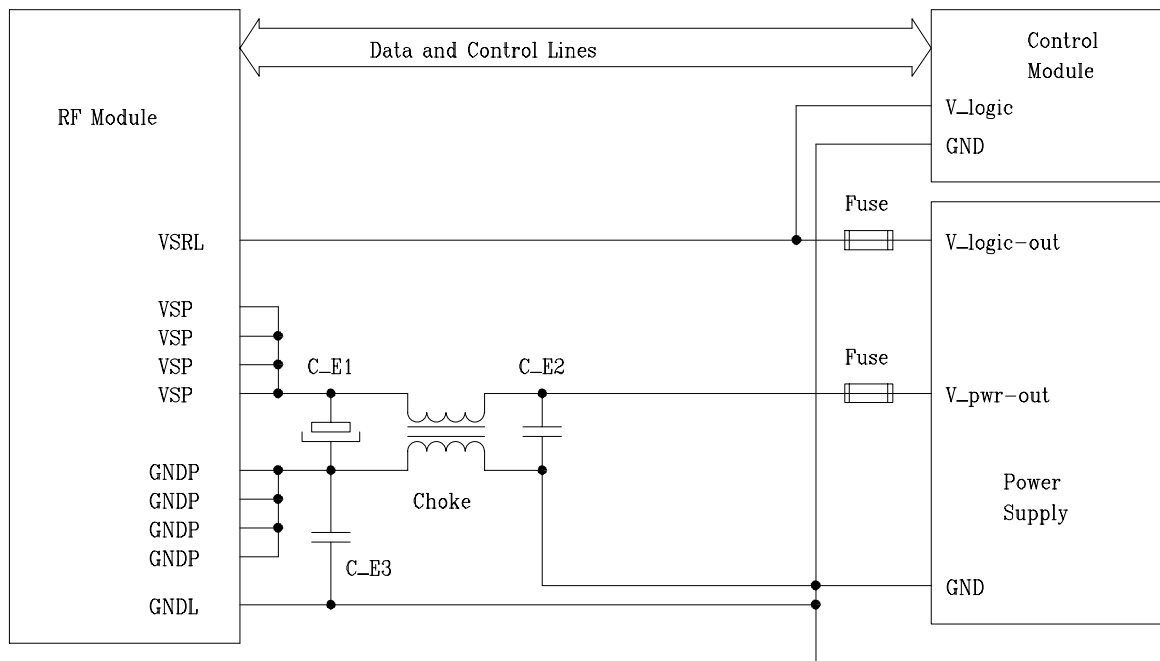 Data and Control Lines
Control
Module
V_logic
GND
RF Module
Fuse
VSRL
V_logic-out
VSP
VSP
VSP
VSP
C_E1
C_E2
Fuse
V_pwr-out
GNDP
GNDP
GNDP
GNDP
Choke
Power
Supply
C_E3
GND
GNDL